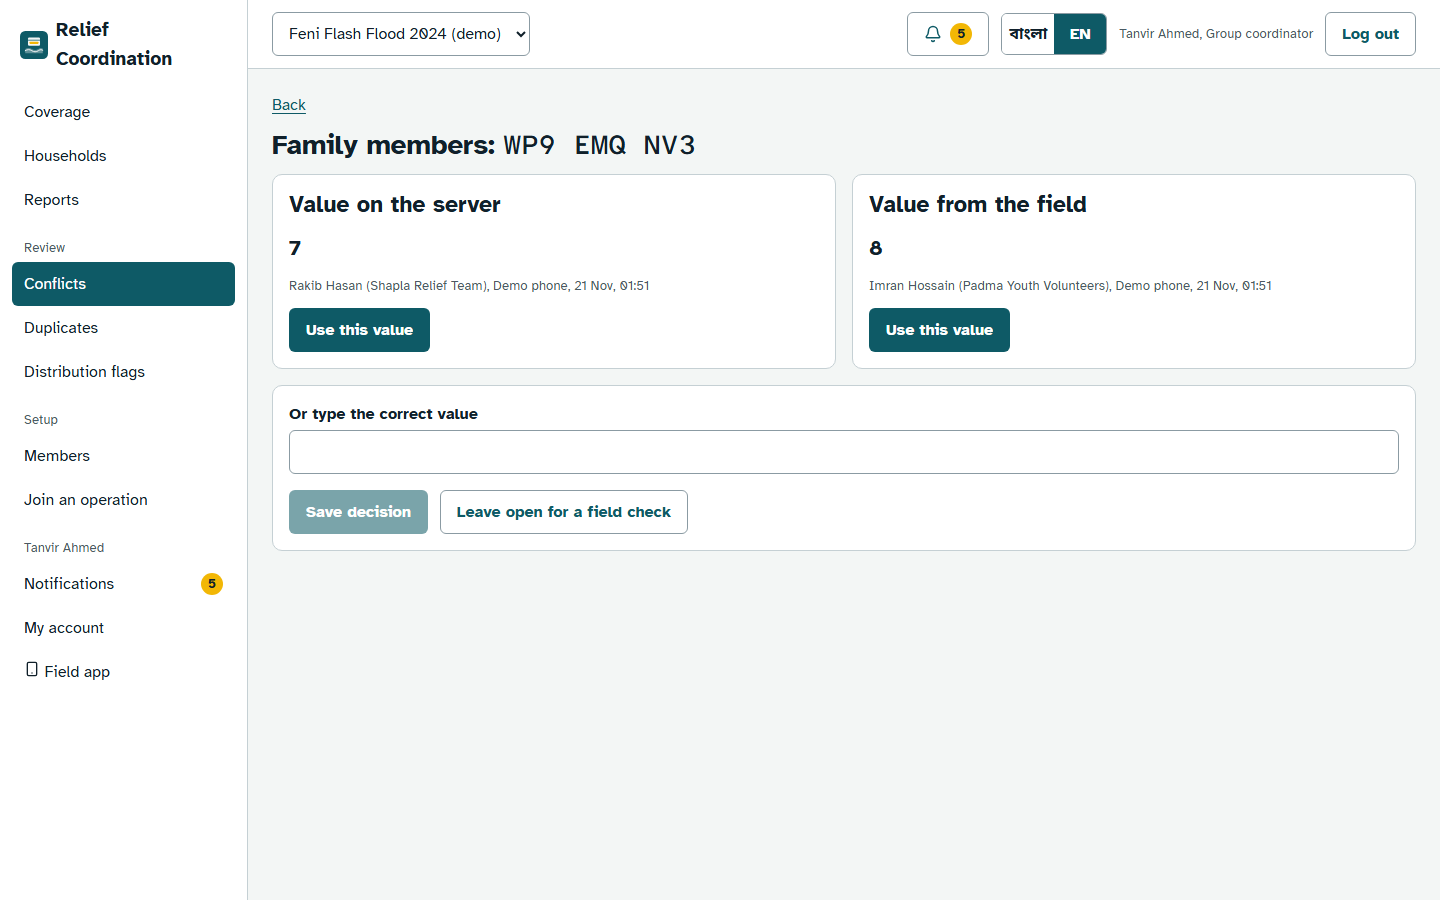 Relief
Coordination
Coverage
Households
Reports
Review
Conflicts
Duplicates
Distribution flags
Setup
Members
Join an operation
Tanvir Ahmed
Notifications 5
My account
Field app
Feni Flash Flood 2024 (demo)
5
বাংলা EN
Tanvir Ahmed, Group coordinator
Log out
Back
Family members: WP9 EMQ NV3
Value on the server
7
Rakib Hasan (Shapla Relief Team), Demo phone, 21 Nov, 01:51
Use this value
Value from the field
8
Imran Hossain (Padma Youth Volunteers), Demo phone, 21 Nov, 01:51
Use this value
Or type the correct value
Save decision
Leave open for a field check